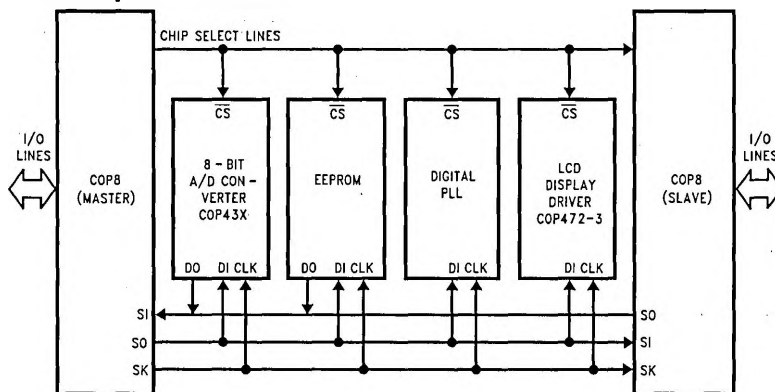 CHIP SELECT LINES
CS CS CS CS
I/O
LINES
COP8
(MASTER)
8 - BIT
A/D CON -
VERTER
COP43X
EEPROM
DIGITAL
PLL
LCD
DISPLAY
DRIVER
COP472-3
COP8
(SLAVE)
I/O
LINES
DO DI CLK DO DI CLK DI CLK DI CLK
SI SO
SO SI
SK SK